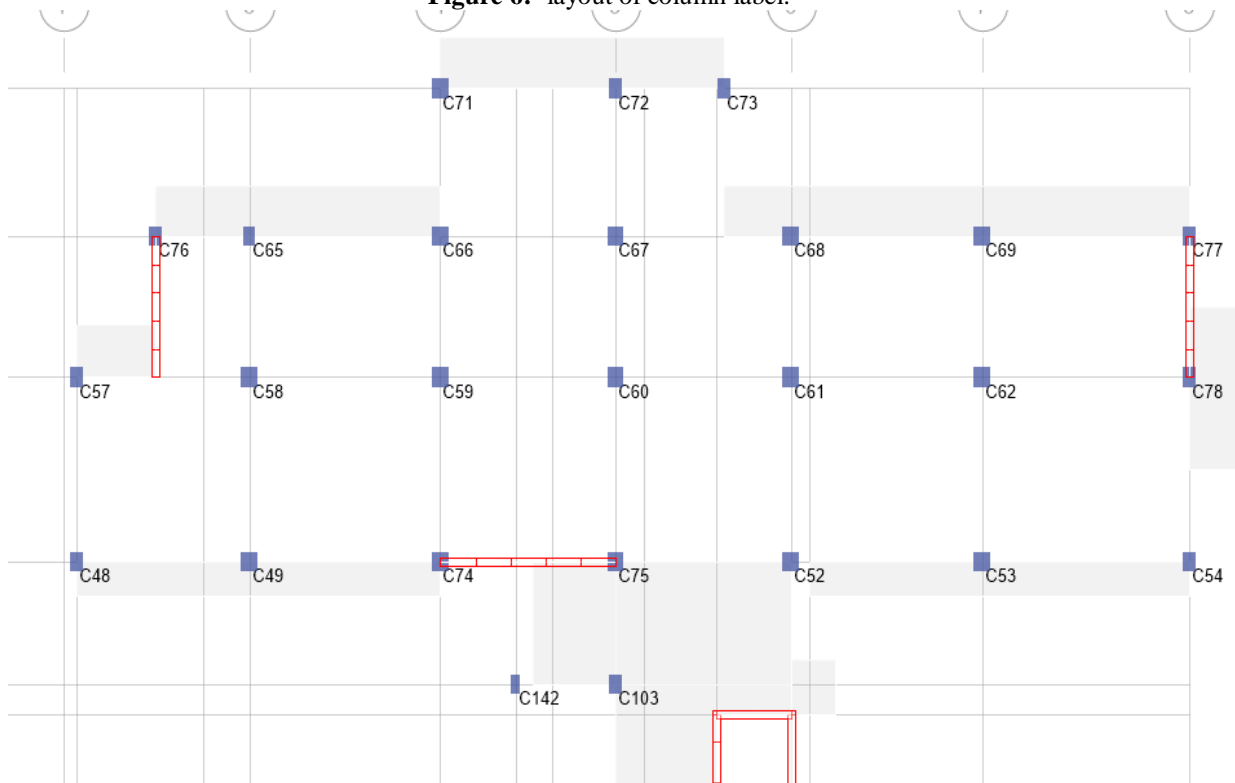 Figure 6: layout of column label.
C71 C72 C73
C76 C65 C66 C67 C68 C69 C77
C57 C58 C59 C60 C61 C62 C78
C48 C49 C74 C75 C52 C53 C54
C142 C103